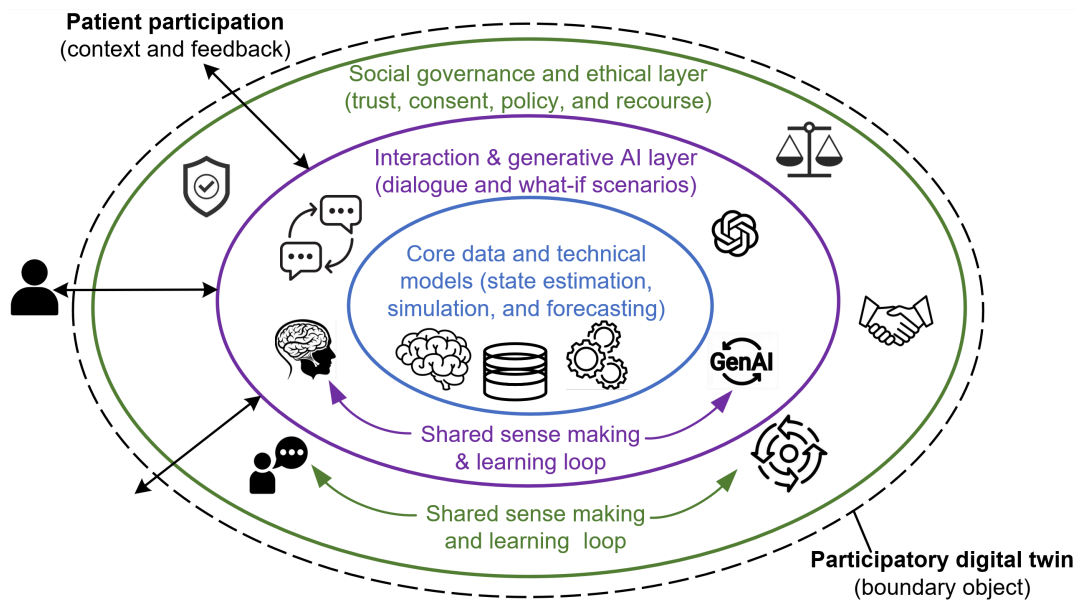 Patient participation
(context and feedback)
Social governance and ethical layer
(trust, consent, policy, and recourse)
Interaction & generative AI layer
(dialogue and what-if scenarios)
Core data and technical
models (state estimation,
simulation, and forecasting)
GenAI
Shared sense making
& learning loop
Shared sense making
and learning loop
Participatory digital twin
(boundary object)